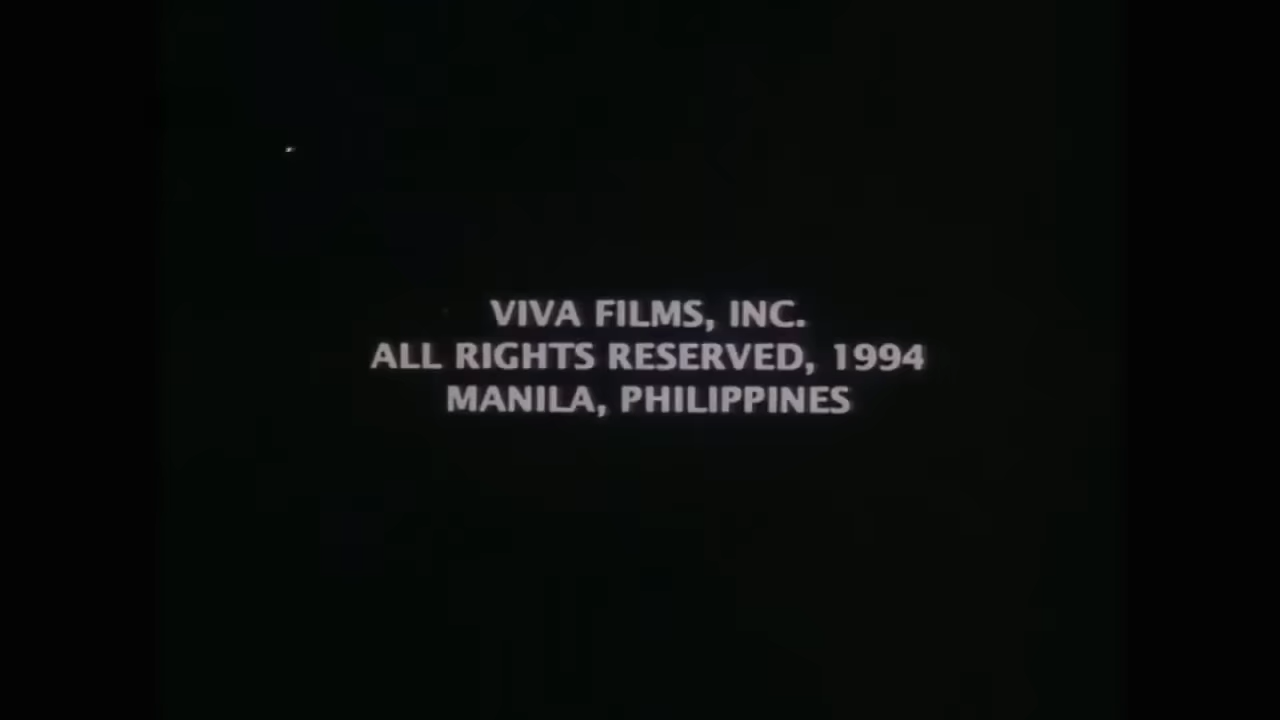 VIVA FILMS, INC.
ALL RIGHTS RESERVED, 1994
MANILA, PHILIPPINES